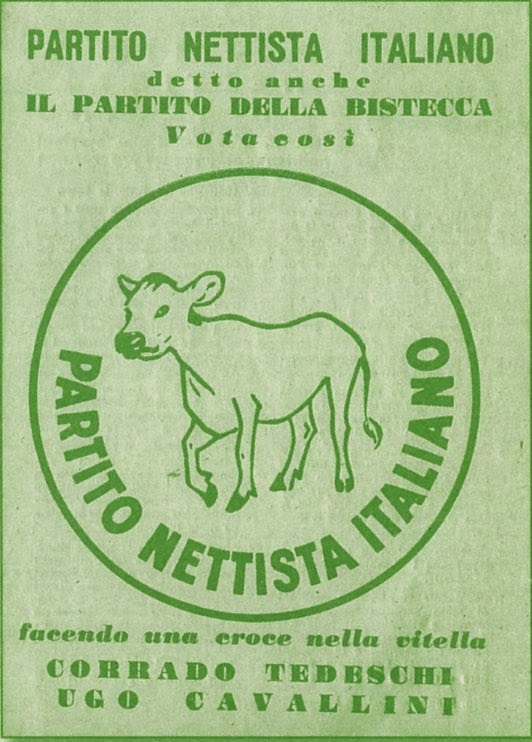 PARTITO NETTISTA ITALIANO
detto anche
IL PARTITO DELLA BISTECCA
Vota così
PARTITO NETTISTA ITALIANO
facendo una croce nella vitella
CORRADO TEDESCHI
UGO CAVALLINI